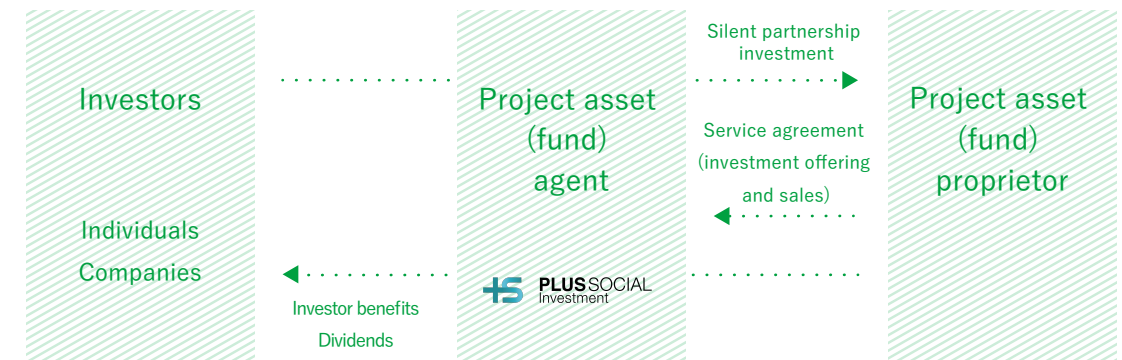 Investors
Individuals
Companies
Investor benefits
Dividends
Project asset
(fund)
agent
PLUS SOCIAL
Investment
Silent partnership
investment
Service agreement
(investment offering
and sales)
Project asset
(fund)
proprietor